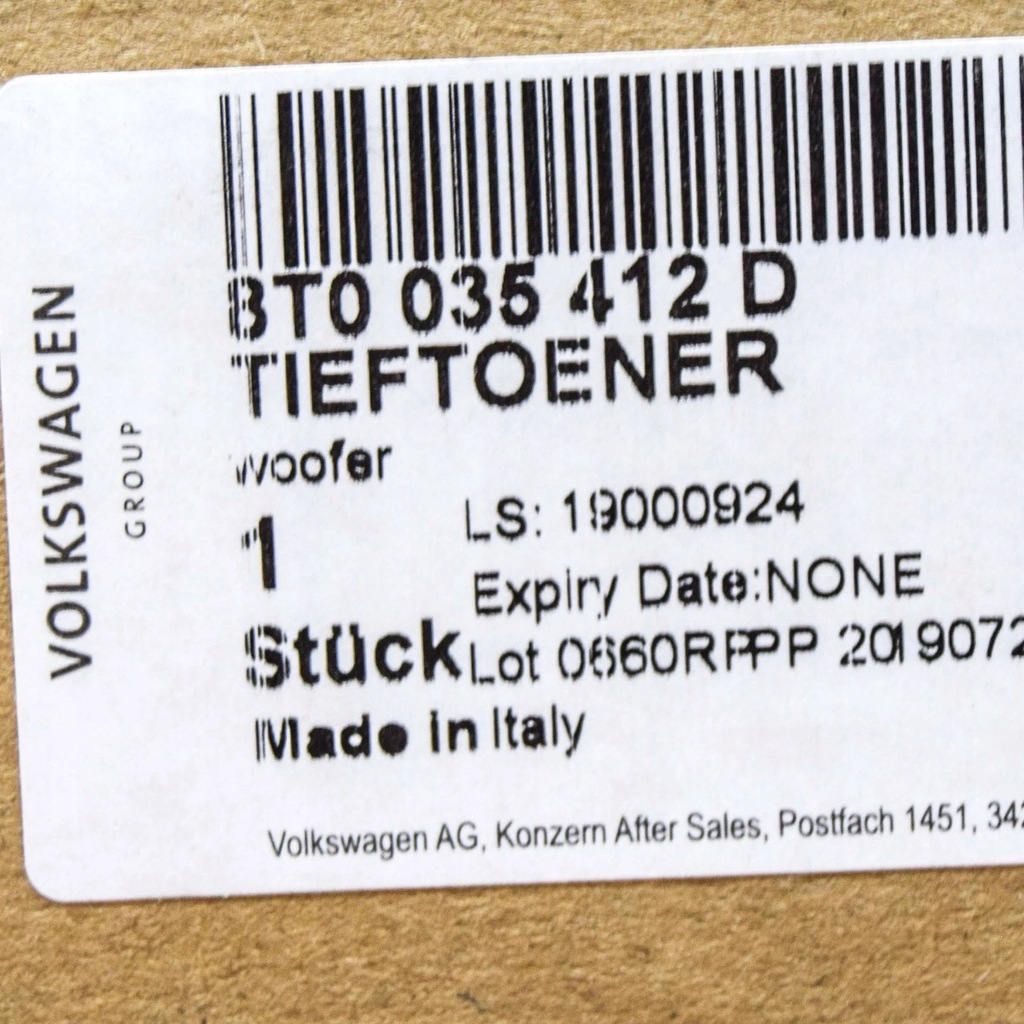 VOLKSWAGEN
GROUP
8T0 035 412 D
TIEFTOENER
woofer
1
LS: 19000924
Expiry Date:NONE
Stück
Lot 0660RPPP 2019072
Made in Italy
Volkswagen AG, Konzern After Sales, Postfach 1451, 342